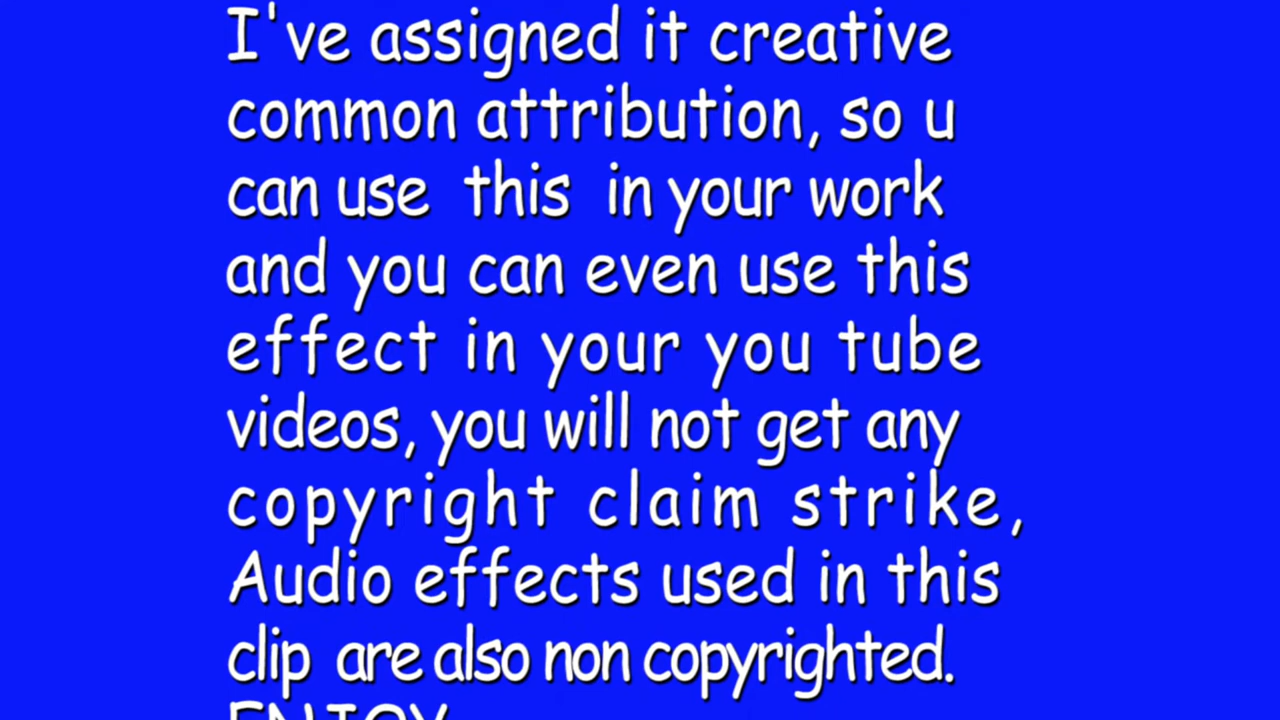 I've assigned it creative
common attribution, so u
can use this in your work
and you can even use this
effect in your you tube
videos, you will not get any
copyright claim strike,
Audio effects used in this
clip are also non copyrighted.
ENJOY